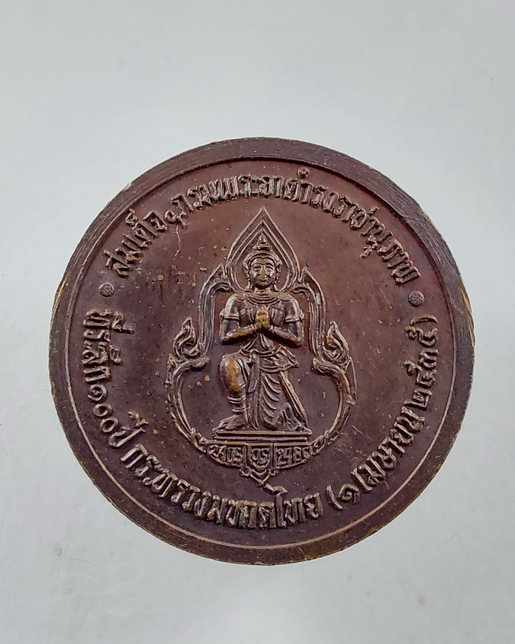 สมเด็จฯกรมพระยาดำรงราชานุภาพ
ที่ระลึก๑๐๐ปี กระทรวงมหาดไทย (๑ เมษายน ๒๕๓๕)